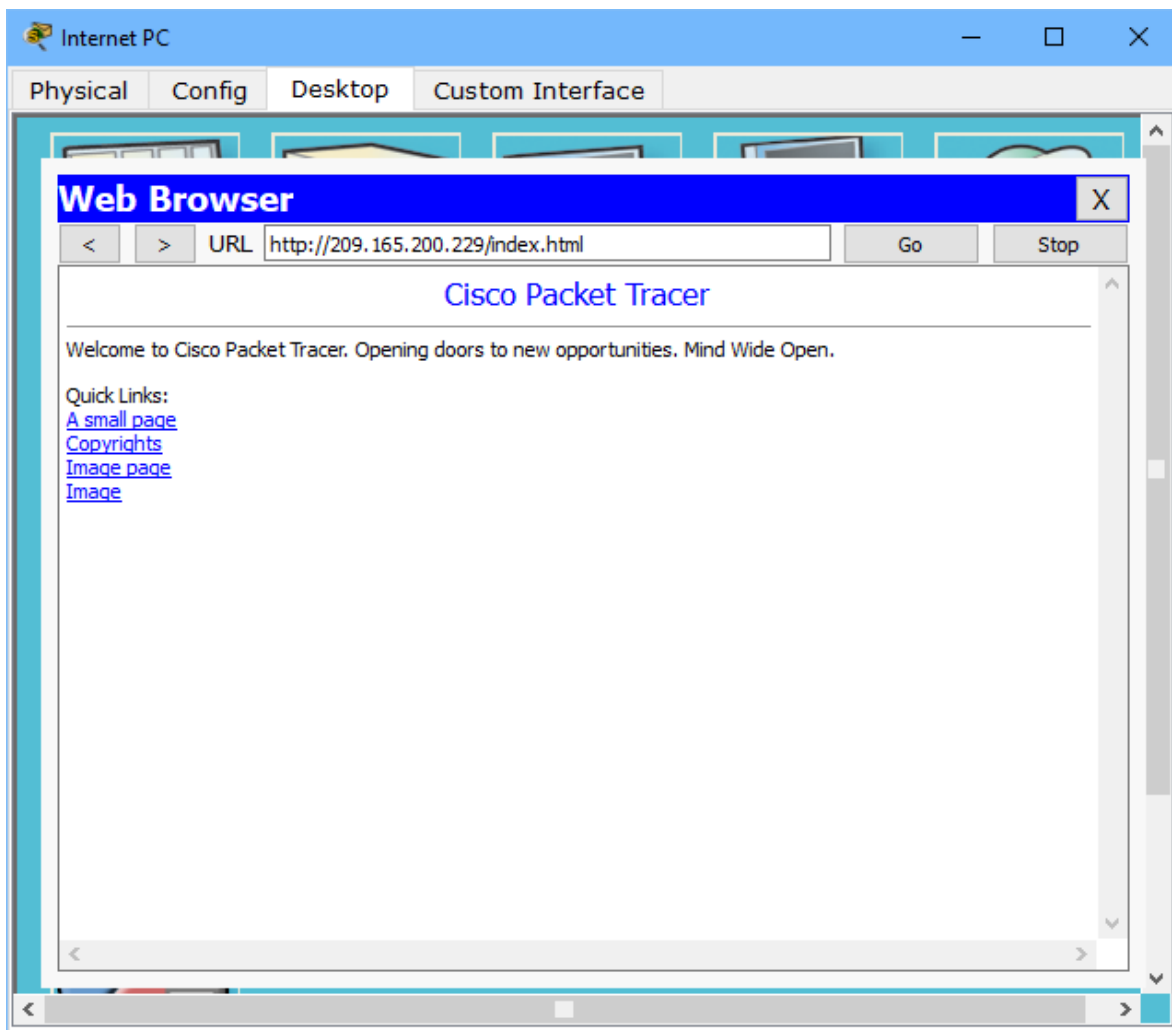 Internet PC
Physical Config Desktop Custom Interface
Web Browser X
< > URL http://209.165.200.229/index.html Go Stop
Cisco Packet Tracer
Welcome to Cisco Packet Tracer. Opening doors to new opportunities. Mind Wide Open.
Quick Links:
A small page
Copyrights
Image page
Image